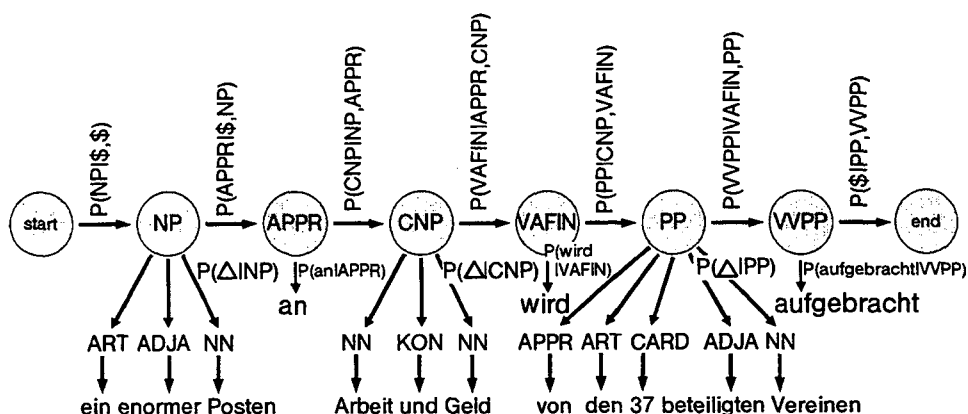 P(NP|$,$) P(APPR|$,NP) P(CNP|NP,APPR) P(VAFIN|APPR,CNP) P(PP|CNP,VAFIN) P(VVPP|VAFIN,PP) P($|PP,VVPP)
start NP APPR CNP VAFIN PP VVPP end
P(△|NP) P(an|APPR) P(△|CNP) P(wird |VAFIN) P(△|PP) P(aufgebracht|VVPP)
an wird aufgebracht
ART ADJA NN NN KON NN APPR ART CARD ADJA NN
ein enormer Posten Arbeit und Geld von den 37 beteiligten Vereinen